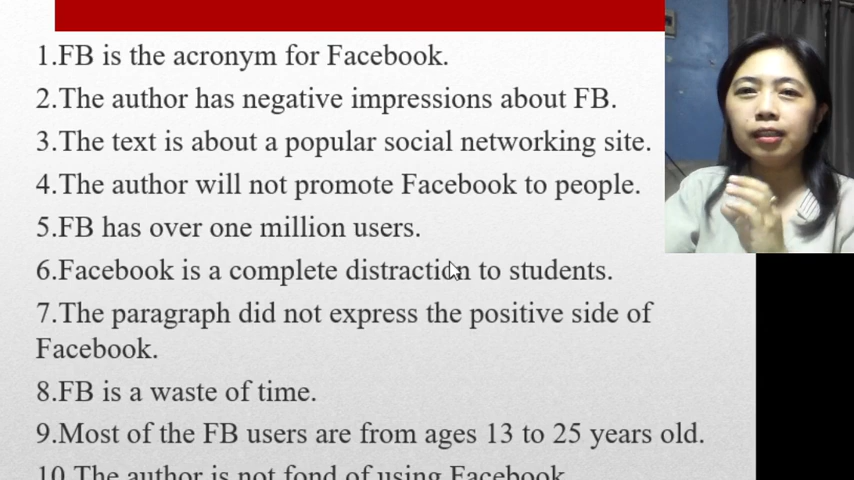 1.FB is the acronym for Facebook.
2.The author has negative impressions about FB.
3.The text is about a popular social networking site.
4.The author will not promote Facebook to people.
5.FB has over one million users.
6.Facebook is a complete distraction to students.
7.The paragraph did not express the positive side of
Facebook.
8.FB is a waste of time.
9.Most of the FB users are from ages 13 to 25 years old.
10.The author is not fond of using Facebook